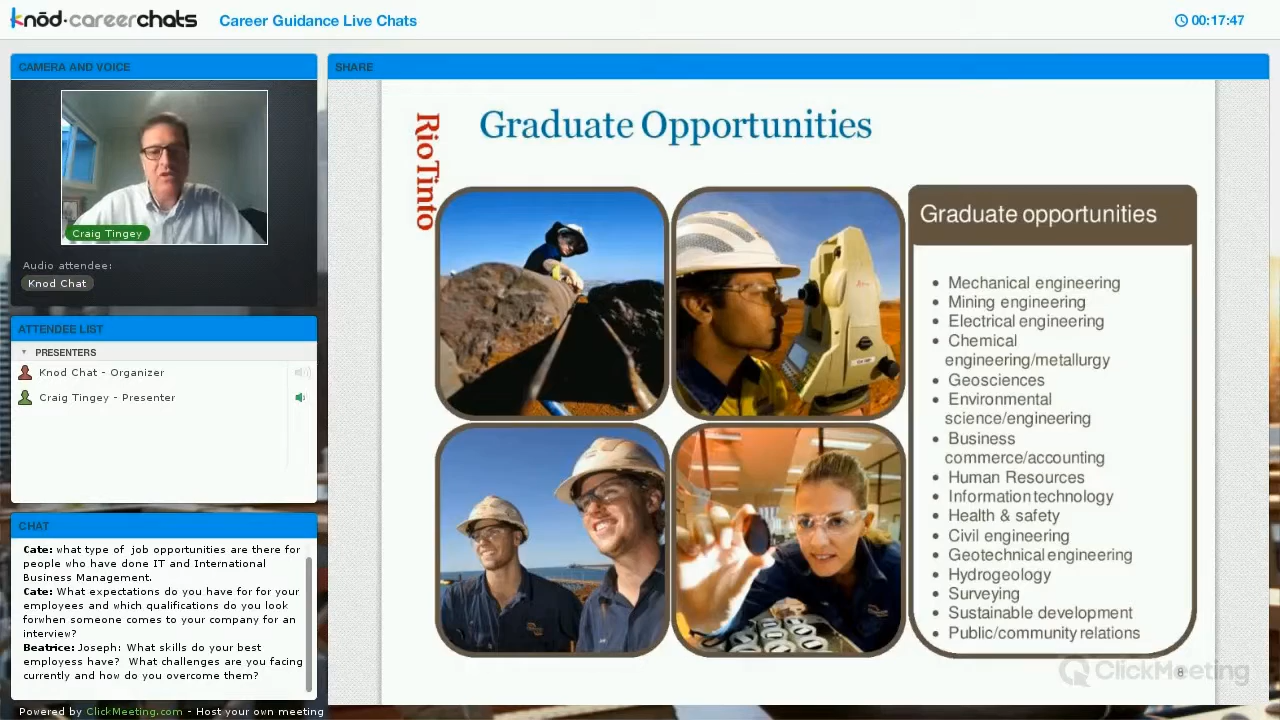 knōd·careerchats
Career Guidance Live Chats
00:17:47
CAMERA AND VOICE
Craig Tingey
Audio attendee:
Knod Chat
ATTENDEE LIST
PRESENTERS
Knod Chat - Organizer
Craig Tingey - Presenter
CHAT
Cate: what type of job opportunities are there for
people who have done IT and International
Business Management.
Cate: What expectations do you have for for your
employees and which qualifications do you look
forwhen someone comes to your company for an
interview?
Beatrice: Joseph: What skills do your best
employess have? What challenges are you facing
currently and how do you overcome them?
Powered by ClickMeeting.com - Host your own meeting
SHARE
RioTinto
Graduate Opportunities
Graduate opportunities
• Mechanical engineering
• Mining engineering
• Electrical engineering
• Chemical
engineering/metallurgy
• Geosciences
• Environmental
science/engineering
• Business
commerce/accounting
• Human Resources
• Information technology
• Health & safety
• Civil engineering
• Geotechnical engineering
• Hydrogeology
• Surveying
• Sustainable development
• Public/community relations
ClickMeeting
8